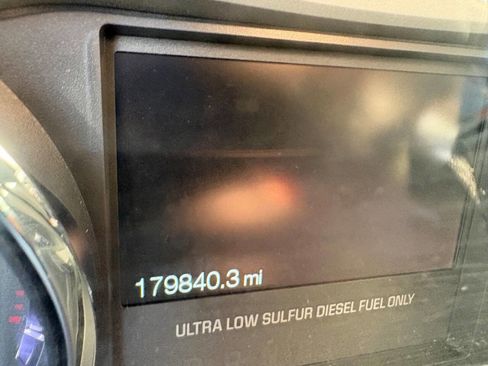 179840.3 mi
ULTRA LOW SULFUR DIESEL FUEL ONLY